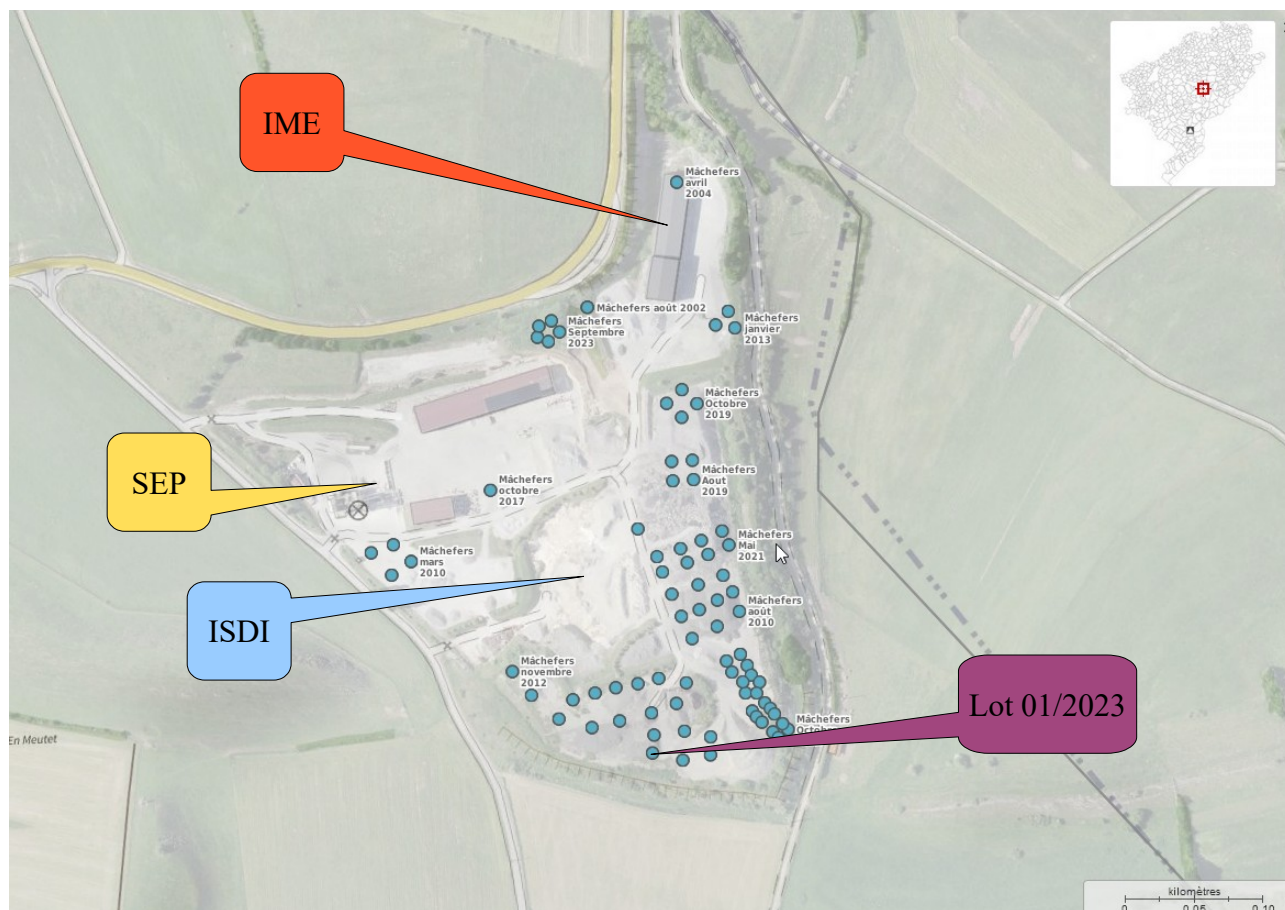 IME
Mâchefers
avril
2004
Mâchefers août 2002
Mâchefers
Septembre
2023
Mâchefers
janvier
2013
Mâchefers
Octobre
2019
SEP
Mâchefers
Aout
2019
Mâchefers
octobre
2017
Mâchefers
Mai
2021
Mâchefers
mars
2010
Mâchefers
août
2010
ISDI
Mâchefers
novembre
2012
Lot 01/2023
Mâchefers
En Meutet
kilomètres
0 0.05 0.10